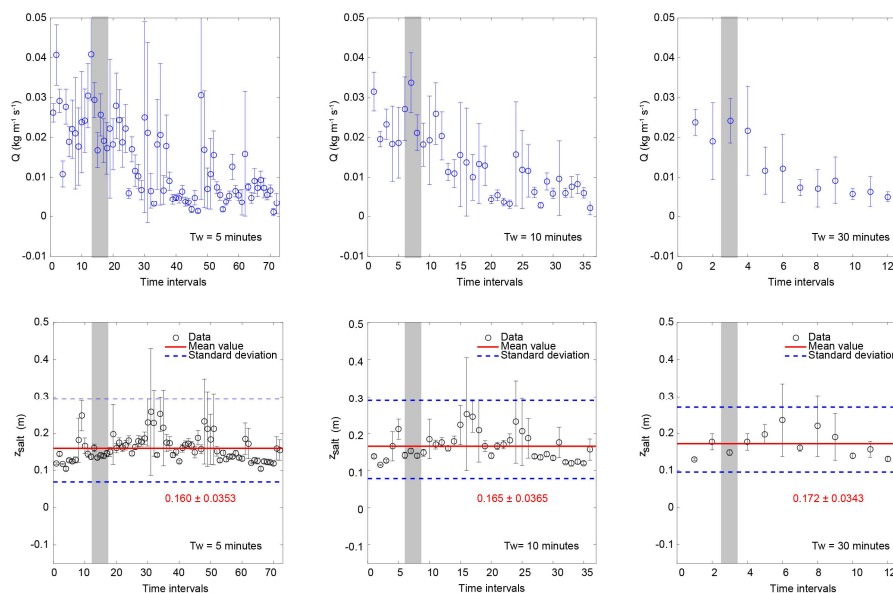 0.05
0.04
0.03
0.02
0.01
0
-0.01
Q (kg m⁻¹ s⁻¹)
Tw = 5 minutes
0 10 20 30 40 50 60 70
Time intervals
0.05
0.04
0.03
0.02
0.01
0
-0.01
Q (kg m⁻¹ s⁻¹)
Tw = 10 minutes
0 5 10 15 20 25 30 35
Time intervals
0.05
0.04
0.03
0.02
0.01
0
-0.01
Q (kg m⁻¹ s⁻¹)
Tw = 30 minutes
0 2 4 6 8 10 12
Time intervals
0.5
0.4
0.3
0.2
0.1
0
-0.1
z_salt (m)
Data
Mean value
Standard deviation
0.160 ± 0.0353
Tw = 5 minutes
0 10 20 30 40 50 60 70
Time intervals
0.5
0.4
0.3
0.2
0.1
0
-0.1
z_salt (m)
Data
Mean value
Standard deviation
0.165 ± 0.0365
Tw= 10 minutes
0 5 10 15 20 25 30 35
Time intervals
0.5
0.4
0.3
0.2
0.1
0
-0.1
z_salt (m)
Data
Mean value
Standard deviation
0.172 ± 0.0343
Tw = 30 minutes
0 2 4 6 8 10 12
Time intervals